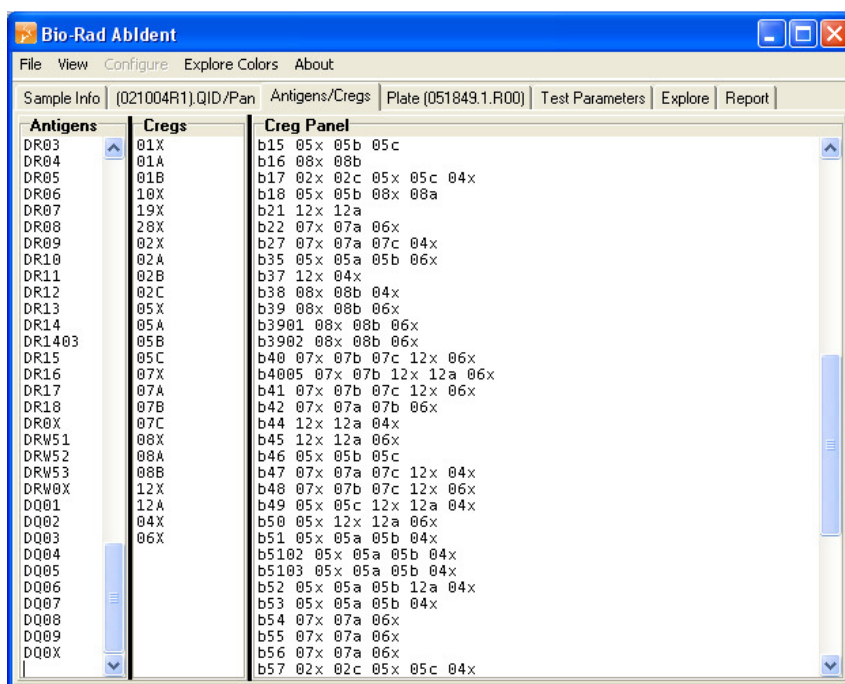 Bio-Rad AbIdent
File View Configure Explore Colors About
Sample Info (021004R1).QID/Pan Antigens/Cregs Plate (051849.1.R00) Test Parameters Explore Report
Antigens Cregs Creg Panel
DR03 01X b15 05x 05b 05c
DR04 01A b16 08x 08b
DR05 01B b17 02x 02c 05x 05c 04x
DR06 10X b18 05x 05b 08x 08a
DR07 19X b21 12x 12a
DR08 28X b22 07x 07a 06x
DR09 02X b27 07x 07a 07c 04x
DR10 02A b35 05x 05a 05b 06x
DR11 02B b37 12x 04x
DR12 02C b38 08x 08b 04x
DR13 05X b39 08x 08b 06x
DR14 05A b3901 08x 08b 06x
DR1403 05B b3902 08x 08b 06x
DR15 05C b40 07x 07b 07c 12x 06x
DR16 07X b4005 07x 07b 12x 12a 06x
DR17 07A b41 07x 07b 07c 12x 06x
DR18 07B b42 07x 07a 07b 06x
DR0X 07C b44 12x 12a 04x
DRW51 08X b45 12x 12a 06x
DRW52 08A b46 05x 05b 05c
DRW53 08B b47 07x 07a 07c 12x 04x
DRW0X 12X b48 07x 07b 07c 12x 06x
DQ01 12A b49 05x 05c 12x 12a 04x
DQ02 04X b50 05x 12x 12a 06x
DQ03 06X b51 05x 05a 05b 04x
DQ04 b5102 05x 05a 05b 04x
DQ05 b5103 05x 05a 05b 04x
DQ06 b52 05x 05a 05b 12a 04x
DQ07 b53 05x 05a 05b 04x
DQ08 b54 07x 07a 06x
DQ09 b55 07x 07a 06x
DQ0X b56 07x 07a 06x
b57 02x 02c 05x 05c 04x